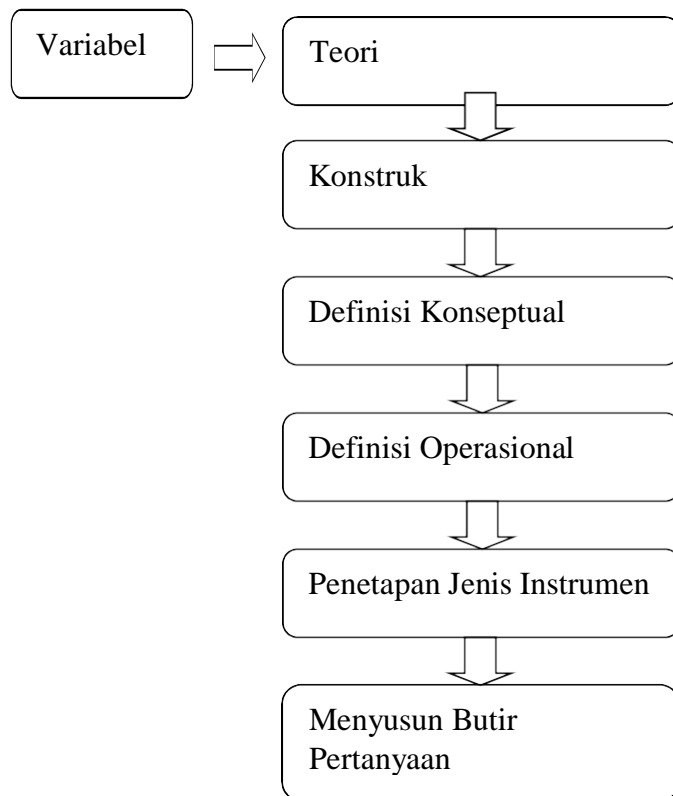 Variabel
Teori
Konstruk
Definisi Konseptual
Definisi Operasional
Penetapan Jenis Instrumen
Menyusun Butir
Pertanyaan